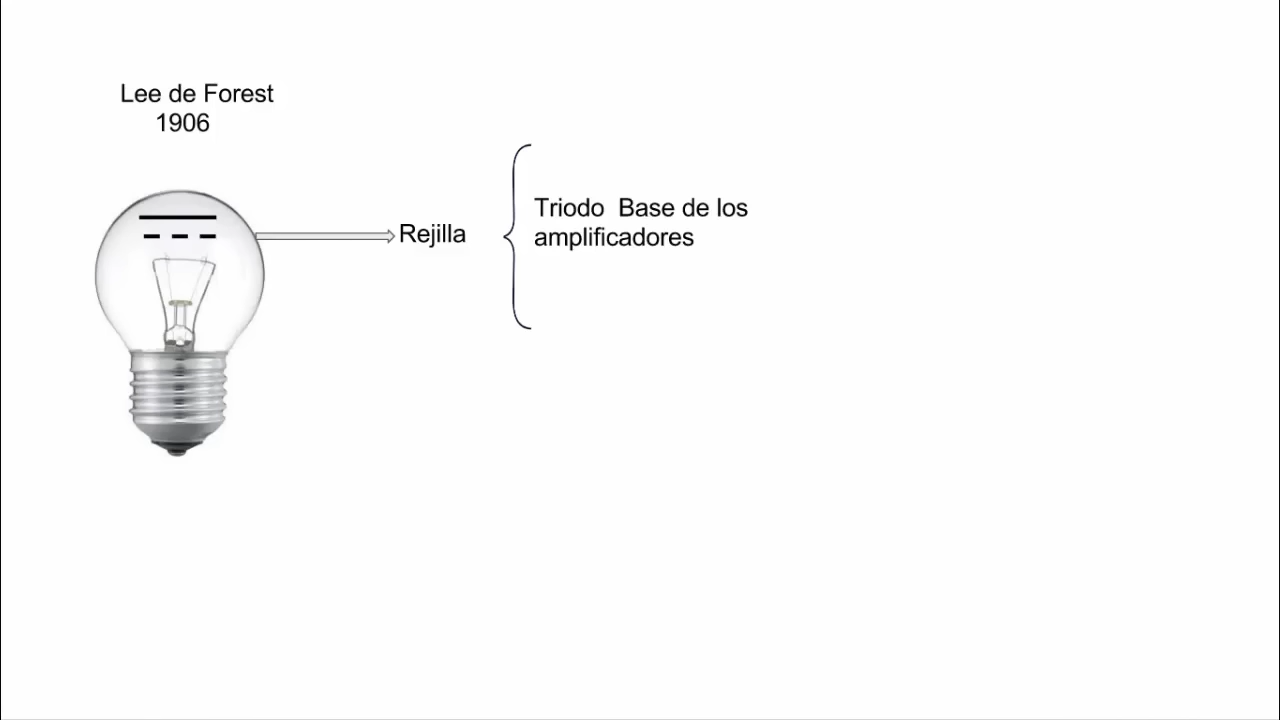 Lee de Forest
1906
Rejilla
Triodo  Base de los
amplificadores